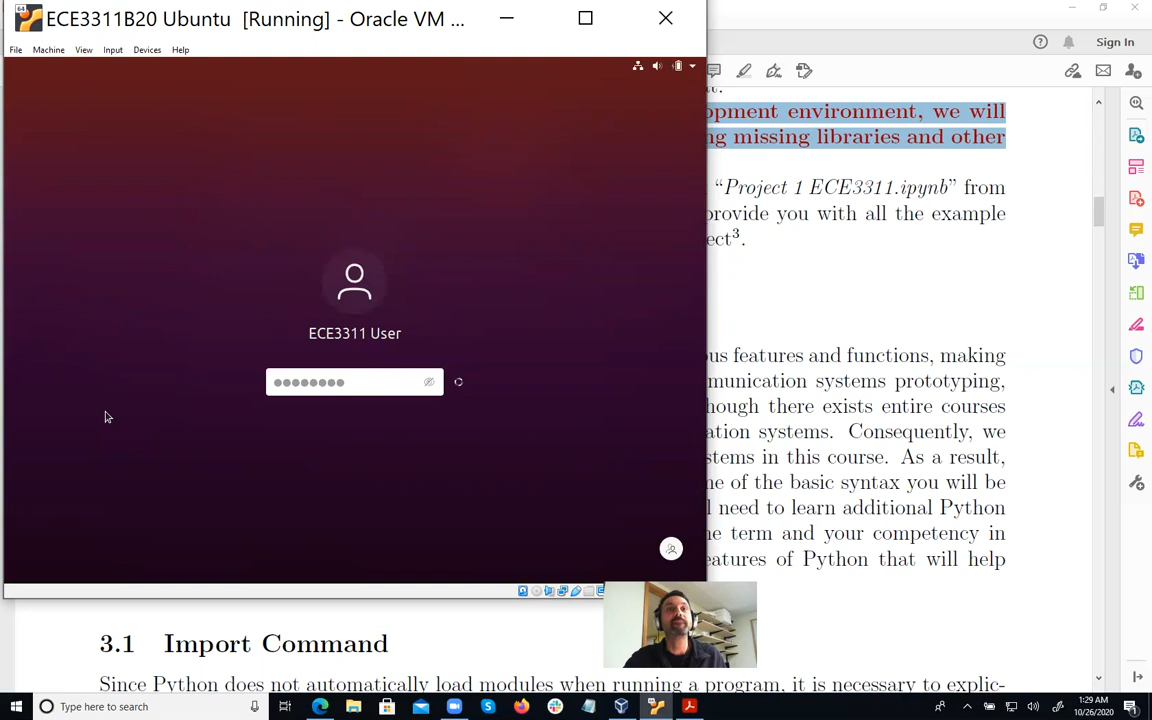 ECE3311B20 Ubuntu [Running] - Oracle VM ...
File Machine View Input Devices Help
Sign In
opment environment, we will
ng missing libraries and other
“Project 1 ECE3311.ipynb” from
provide you with all the example
ect3.
ECE3311 User
us features and functions, making
munication systems prototyping,
hough there exists entire courses
ation systems. Consequently, we
stems in this course. As a result,
ne of the basic syntax you will be
l need to learn additional Python
ne term and your competency in
eatures of Python that will help
3.1 Import Command
Since Python does not automatically load modules when running a program, it is necessary to explic-
Type here to search
1:29 AM
10/26/2020